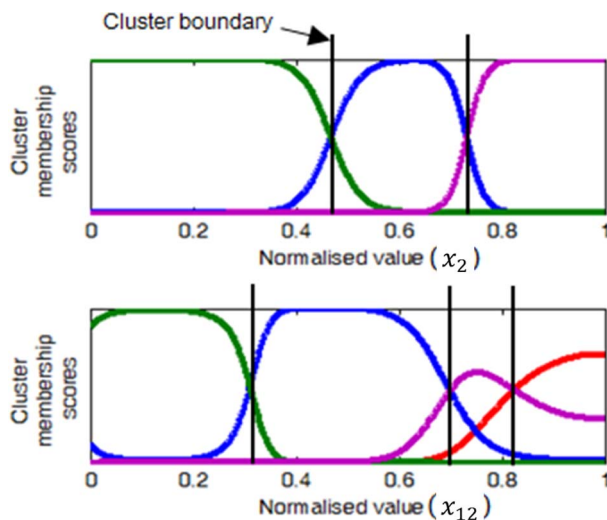 Cluster boundary
Cluster
membership
scores
0 0.2 0.4 0.6 0.8 1
Normalised value (x₂)
Cluster
membership
scores
0 0.2 0.4 0.6 0.8 1
Normalised value (x₁₂)